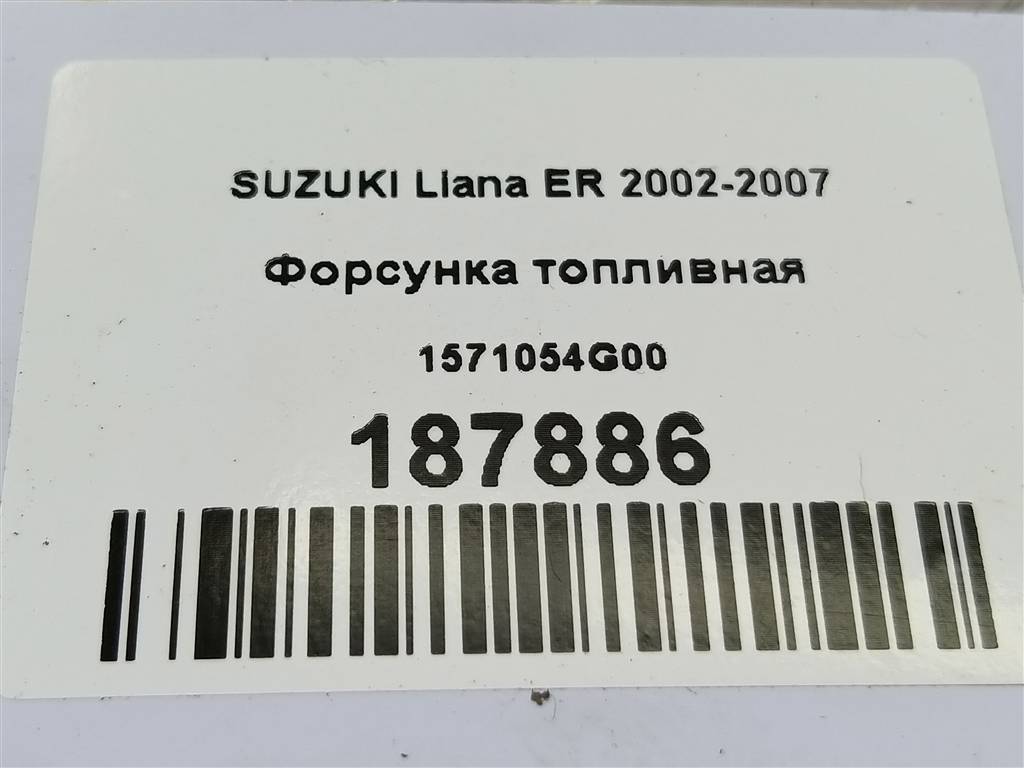 SUZUKI Liana ER 2002-2007
Форсунка топливная
1571054G00
187886